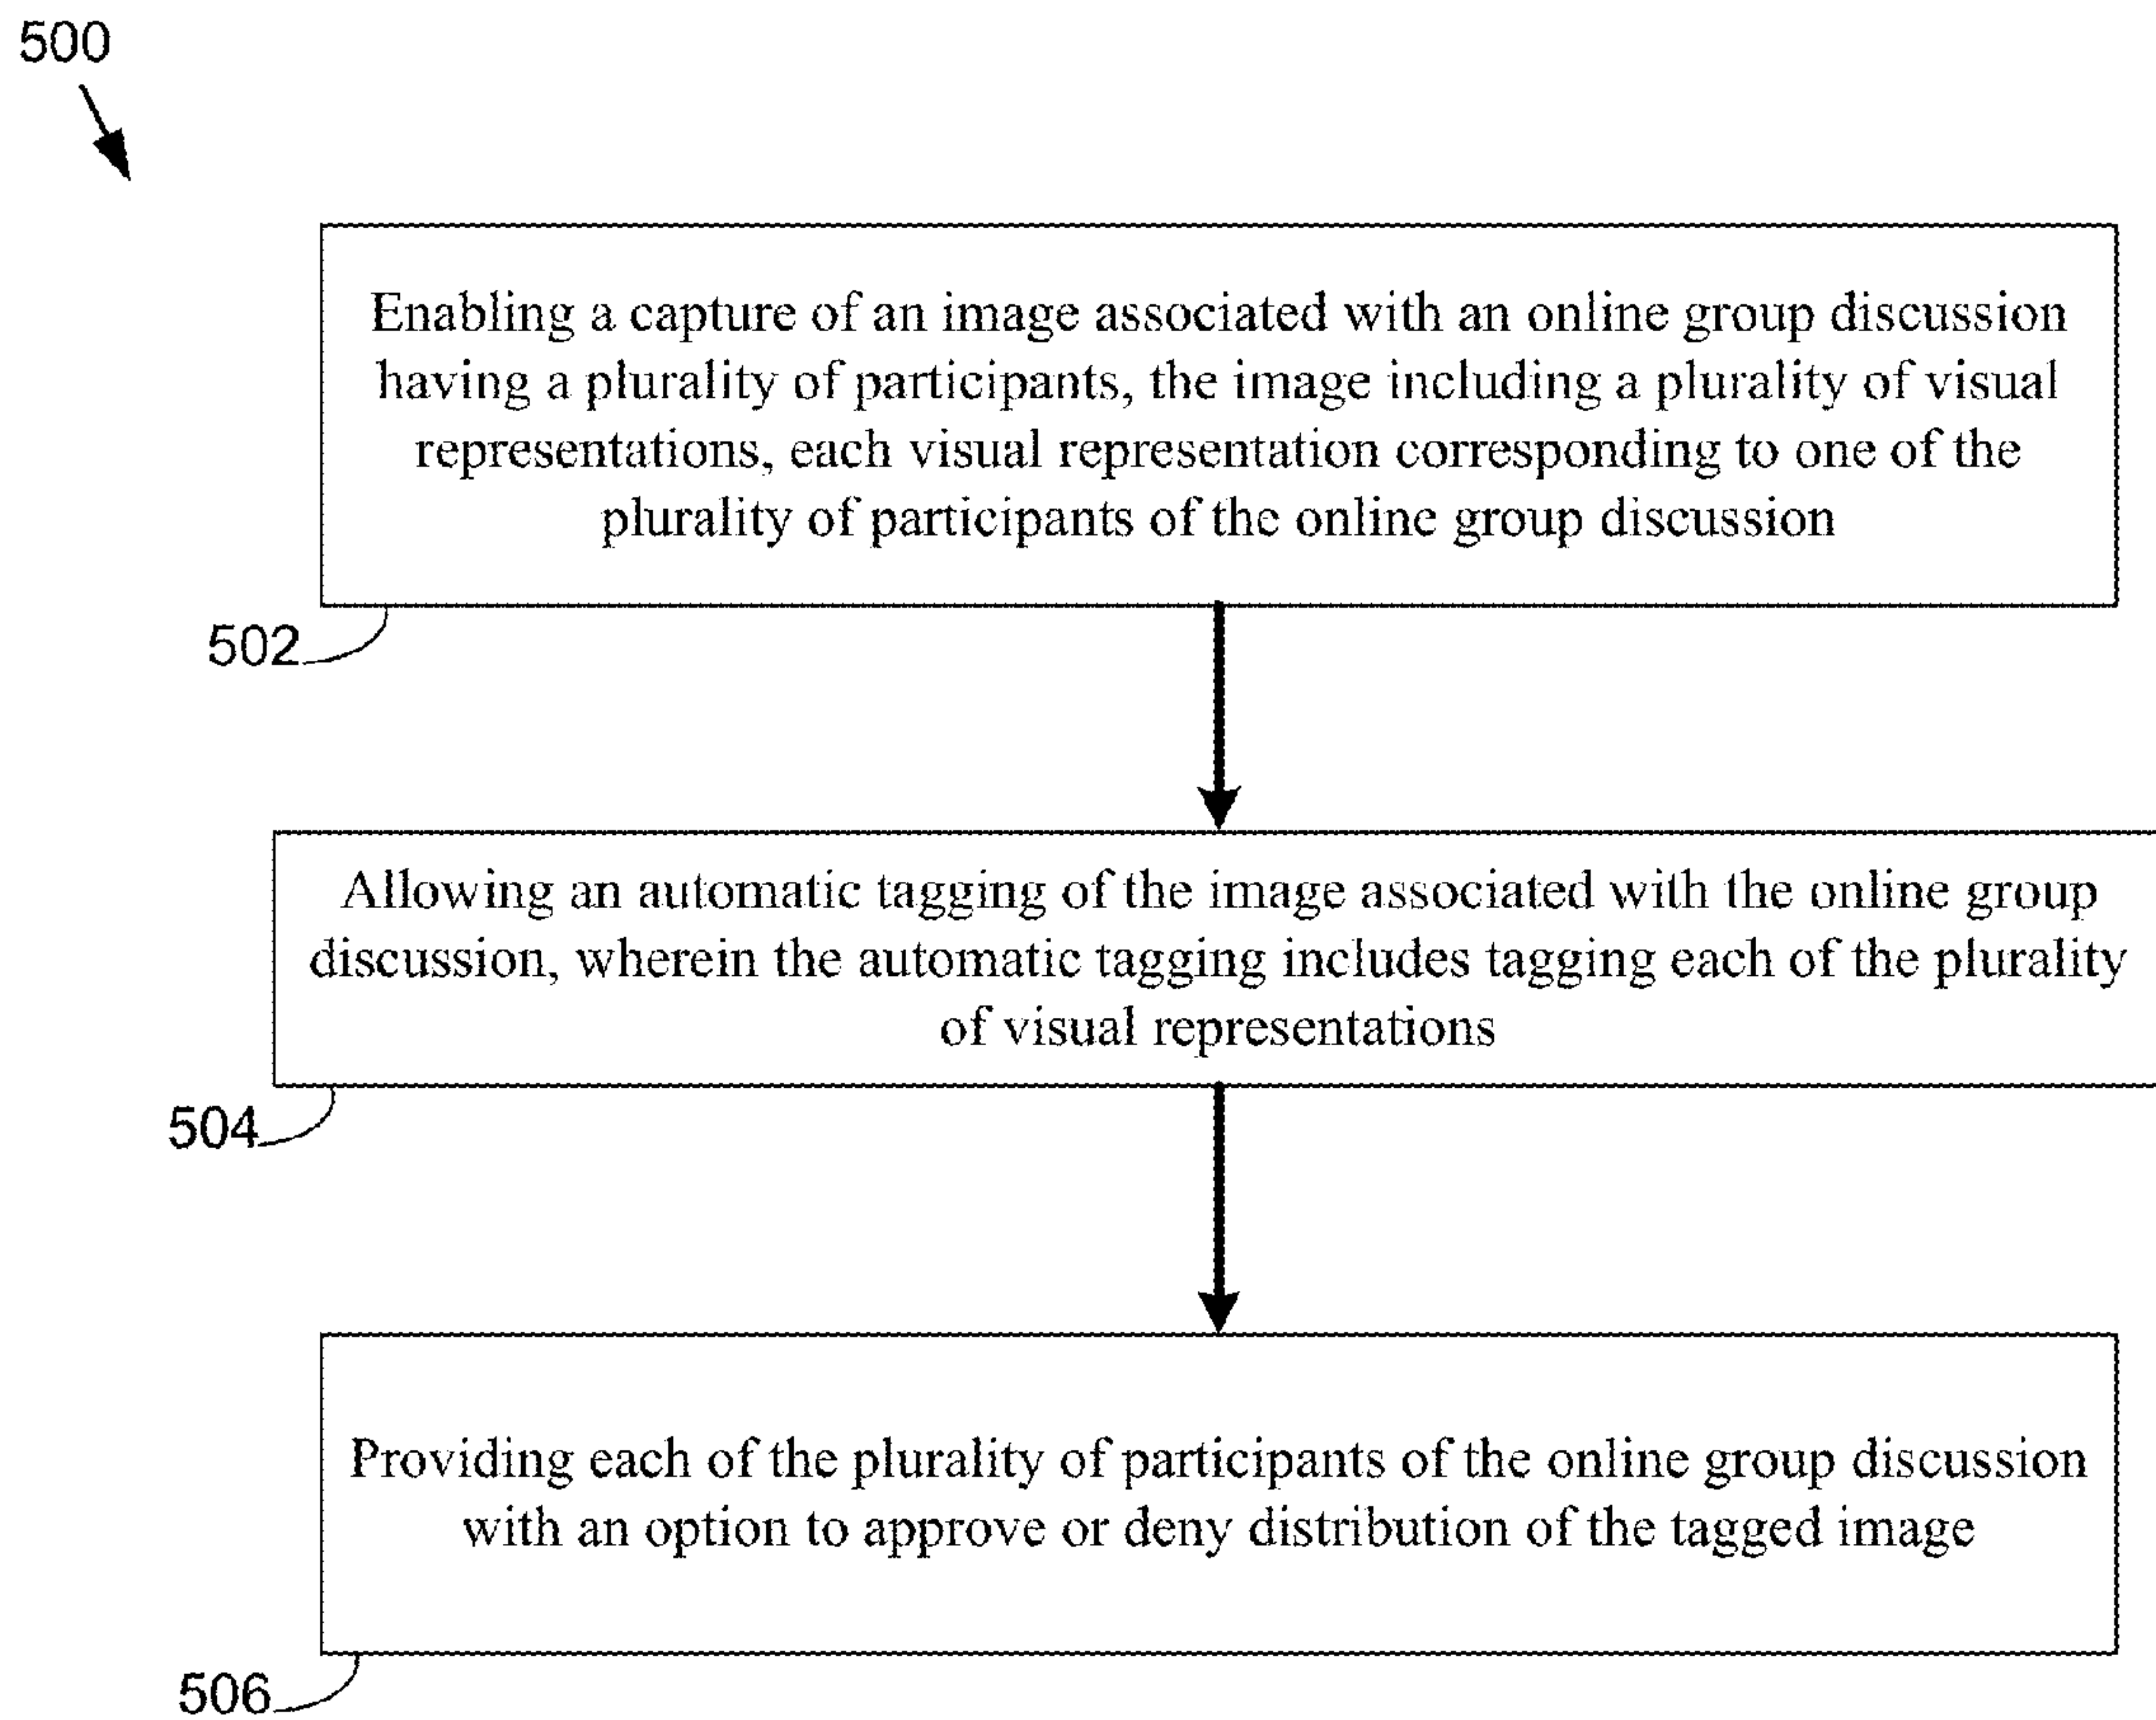 500
Enabling a capture of an image associated with an online group discussion
having a plurality of participants, the image including a plurality of visual
representations, each visual representation corresponding to one of the
plurality of participants of the online group discussion
502
Allowing an automatic tagging of the image associated with the online group
discussion, wherein the automatic tagging includes tagging each of the plurality
of visual representations
504
Providing each of the plurality of participants of the online group discussion
with an option to approve or deny distribution of the tagged image
506